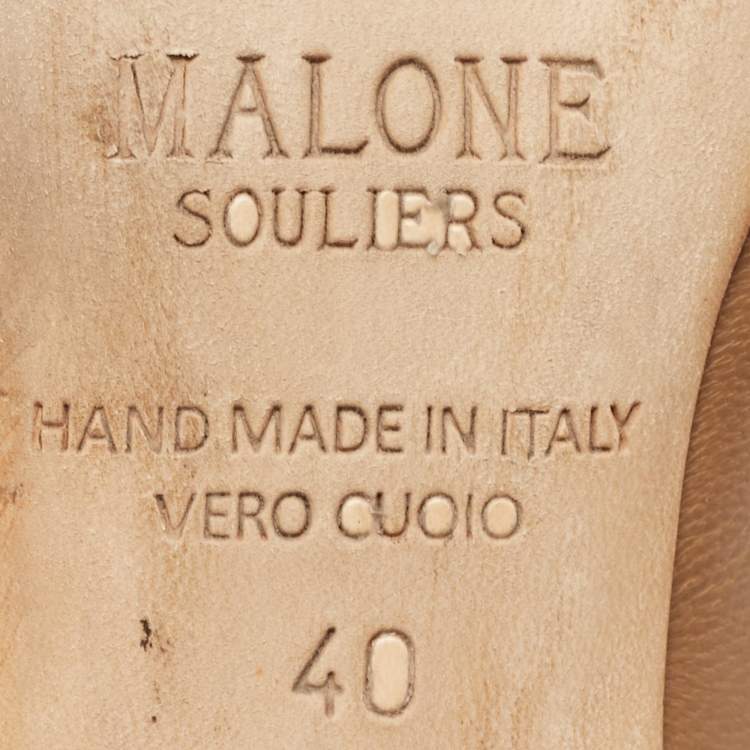 MALONE
SOULIERS
HAND MADE IN ITALY
VERO CUOIO
40